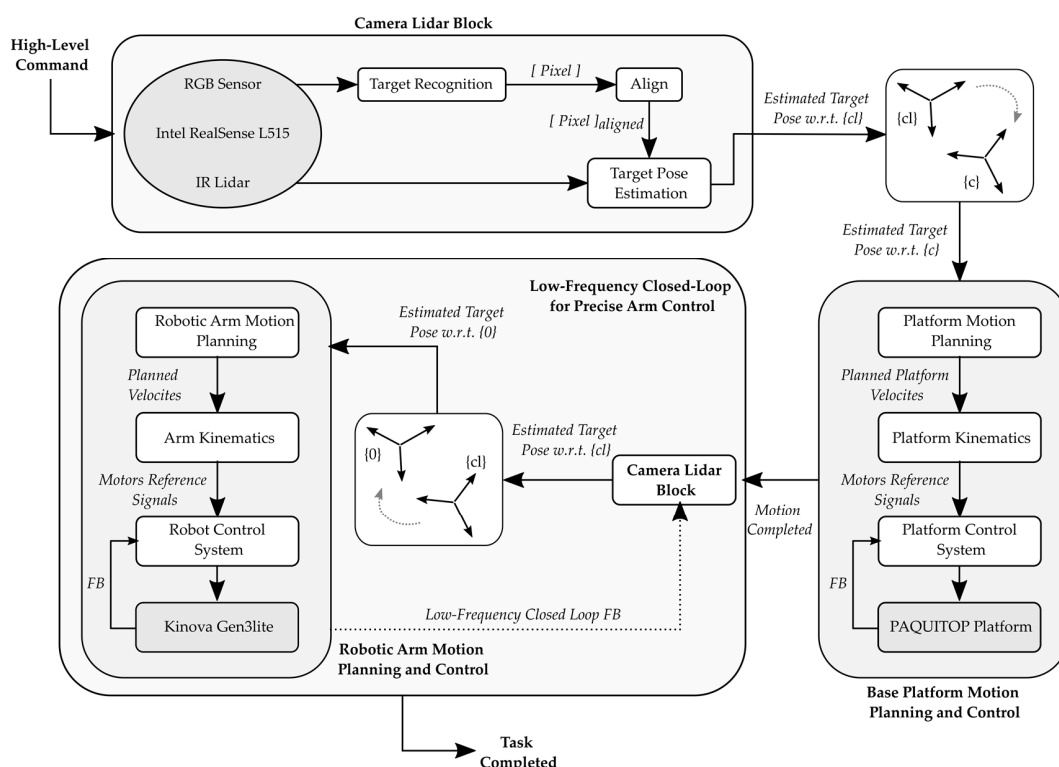 Camera Lidar Block
High-Level
Command
RGB Sensor
Intel RealSense L515
IR Lidar
Target Recognition
[ Pixel ]
Align
[ Pixel ]aligned
Target Pose
Estimation
Estimated Target
Pose w.r.t. {cl}
{cl}
{c}
Estimated Target
Pose w.r.t. {c}
Low-Frequency Closed-Loop
for Precise Arm Control
Robotic Arm Motion
Planning
Planned
Velocites
Arm Kinematics
Motors Reference
Signals
Robot Control
System
FB
Kinova Gen3lite
Estimated Target
Pose w.r.t. {0}
{0}
{cl}
Estimated Target
Pose w.r.t. {cl}
Camera Lidar
Block
Motion
Completed
Low-Frequency Closed Loop FB
Robotic Arm Motion
Planning and Control
Platform Motion
Planning
Planned Platform
Velocites
Platform Kinematics
Motors Reference
Signals
Platform Control
System
FB
PAQUITOP Platform
Base Platform Motion
Planning and Control
Task
Completed